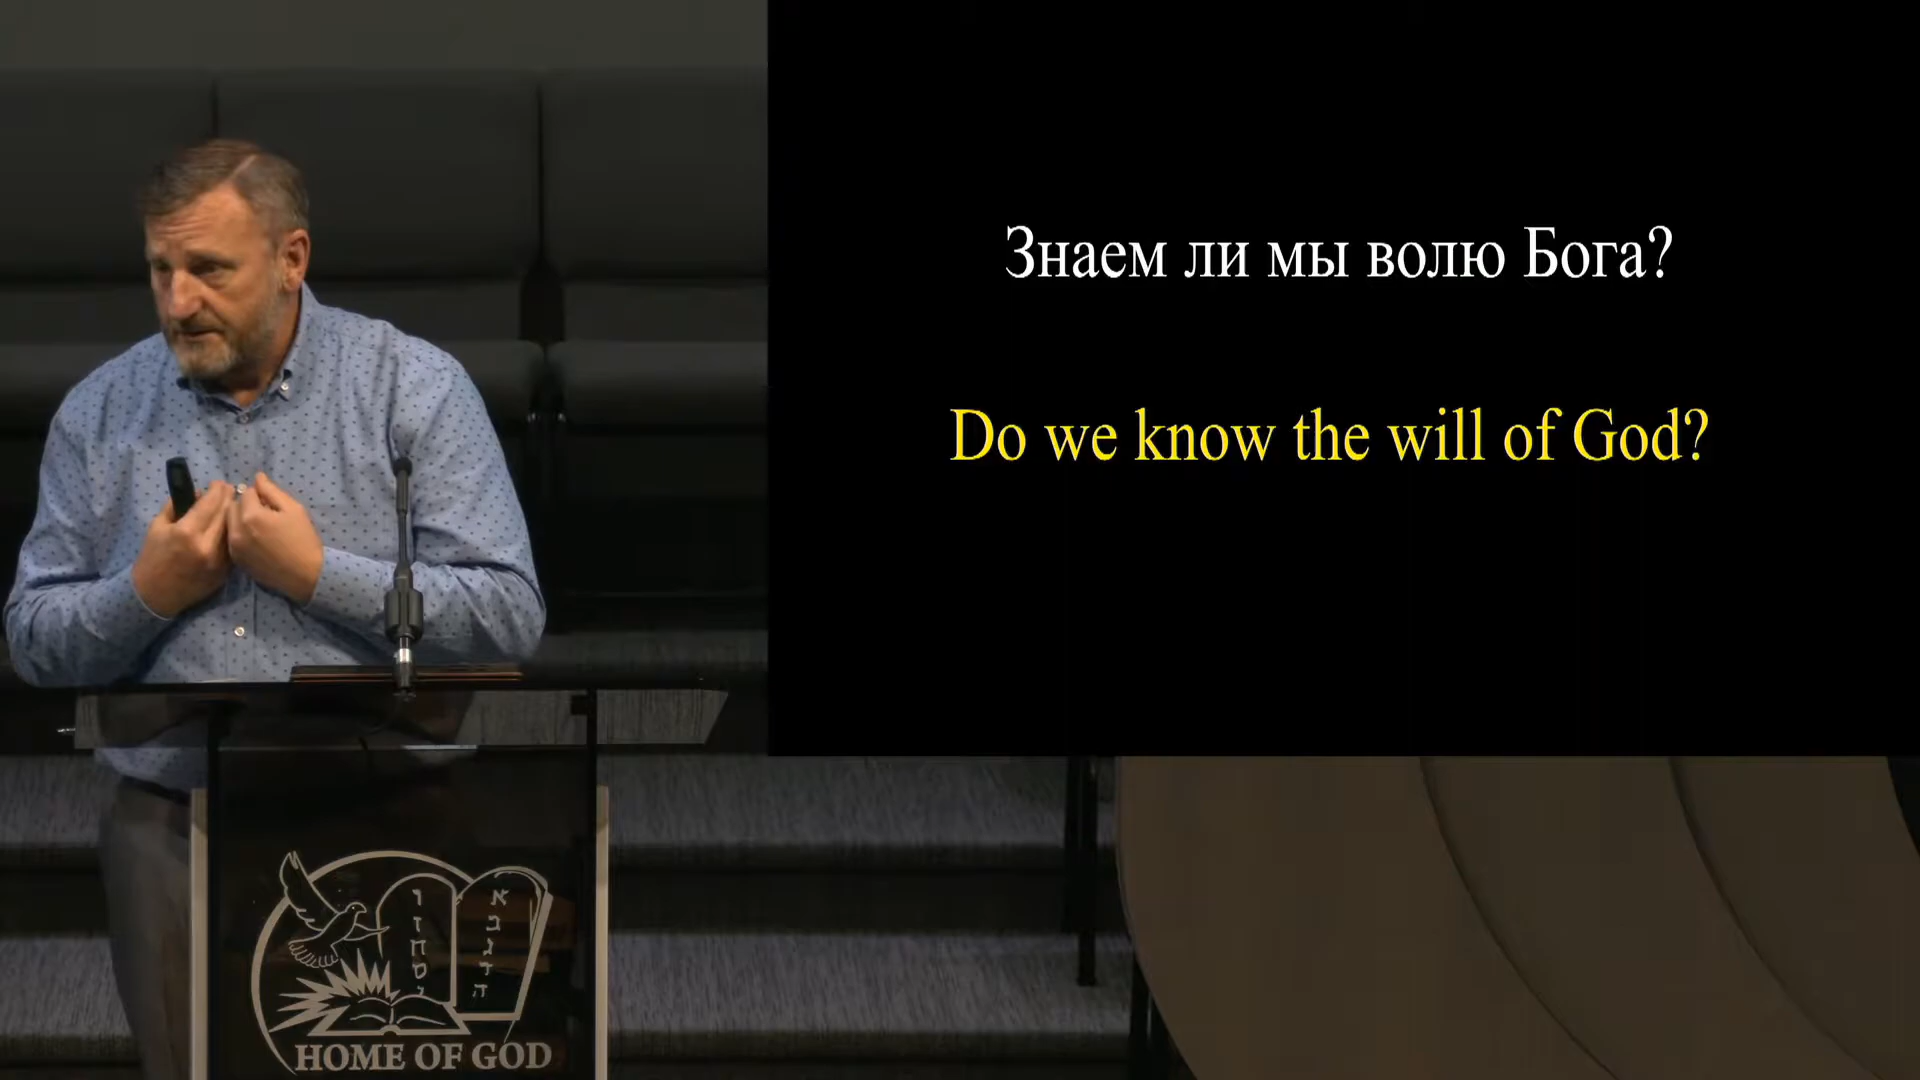 Знаем ли мы волю Бога?
Do we know the will of God?
ו א
ז ב
ח ג
ט ד
י ה
HOME OF GOD